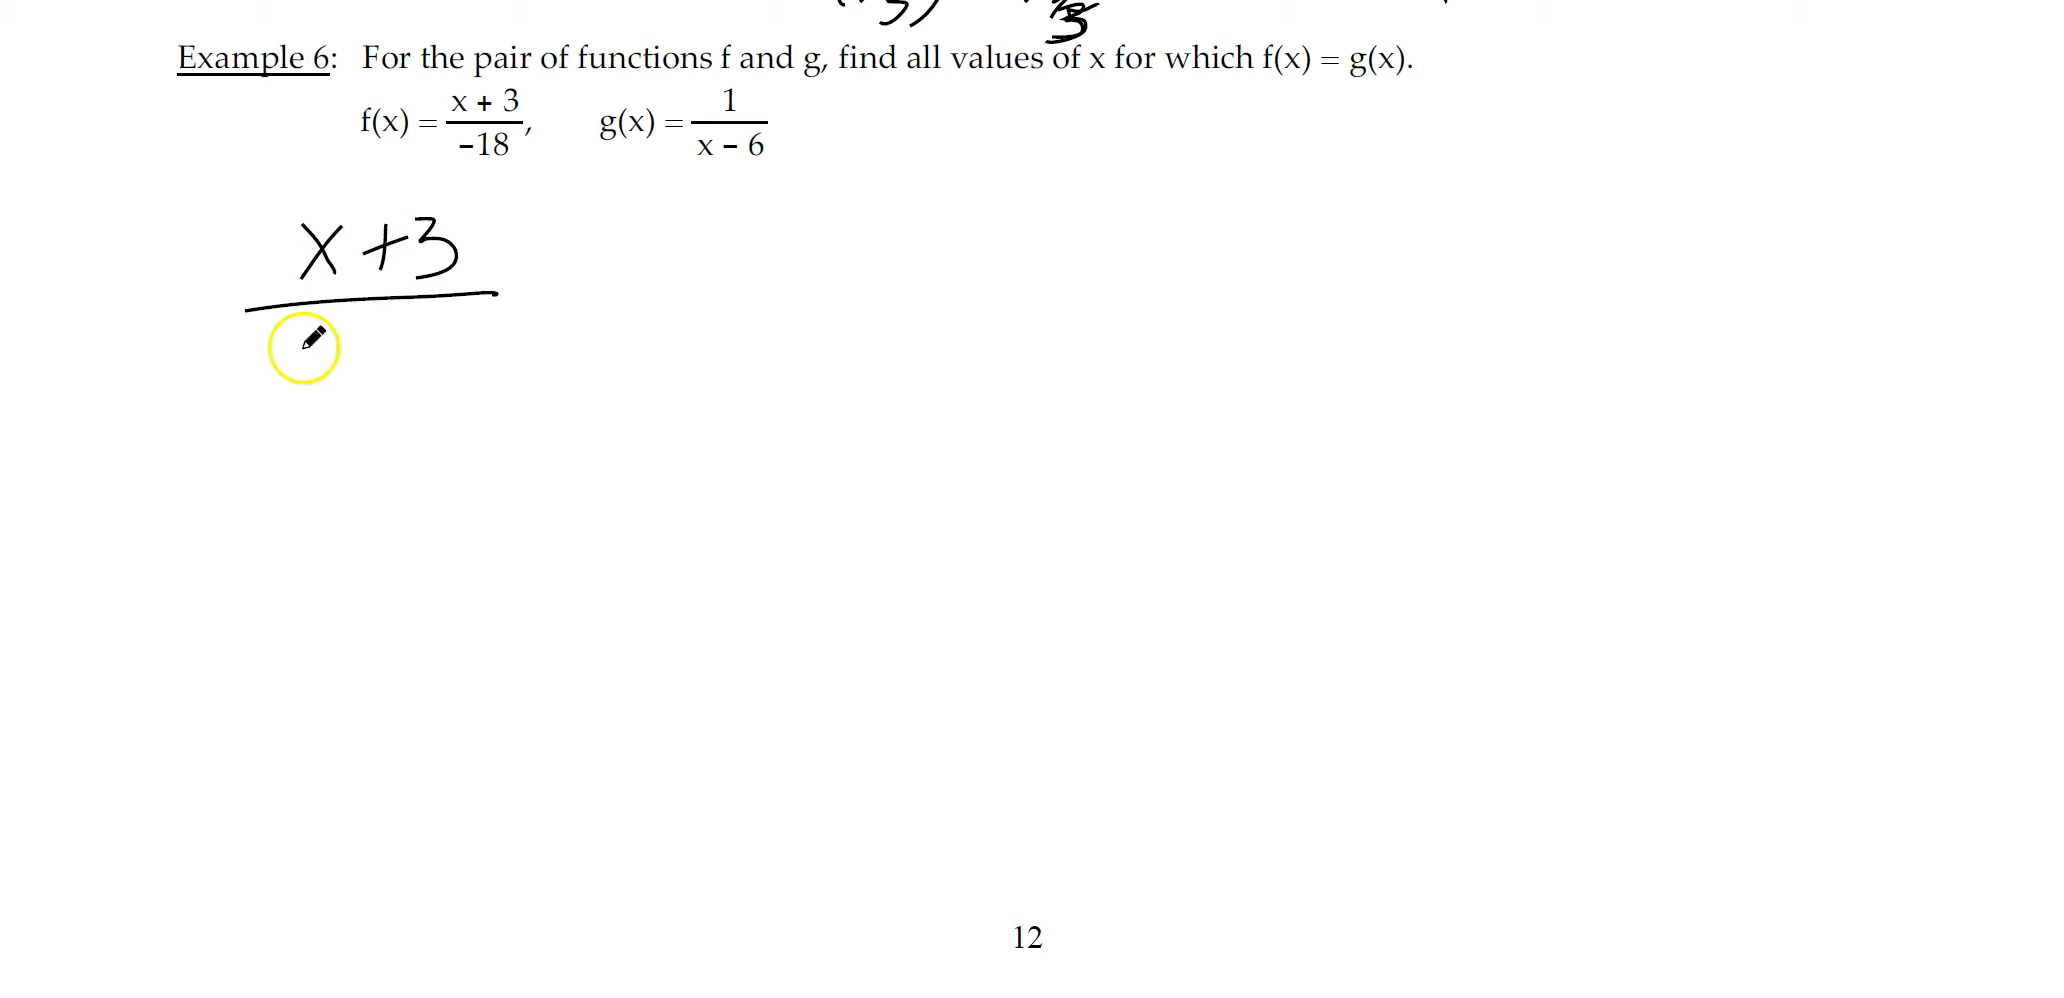 Example 6: For the pair of functions f and g, find all values of x for which f(x) = g(x).
f(x) = x + 3 / −18, g(x) = 1 / x − 6
x + 3
12